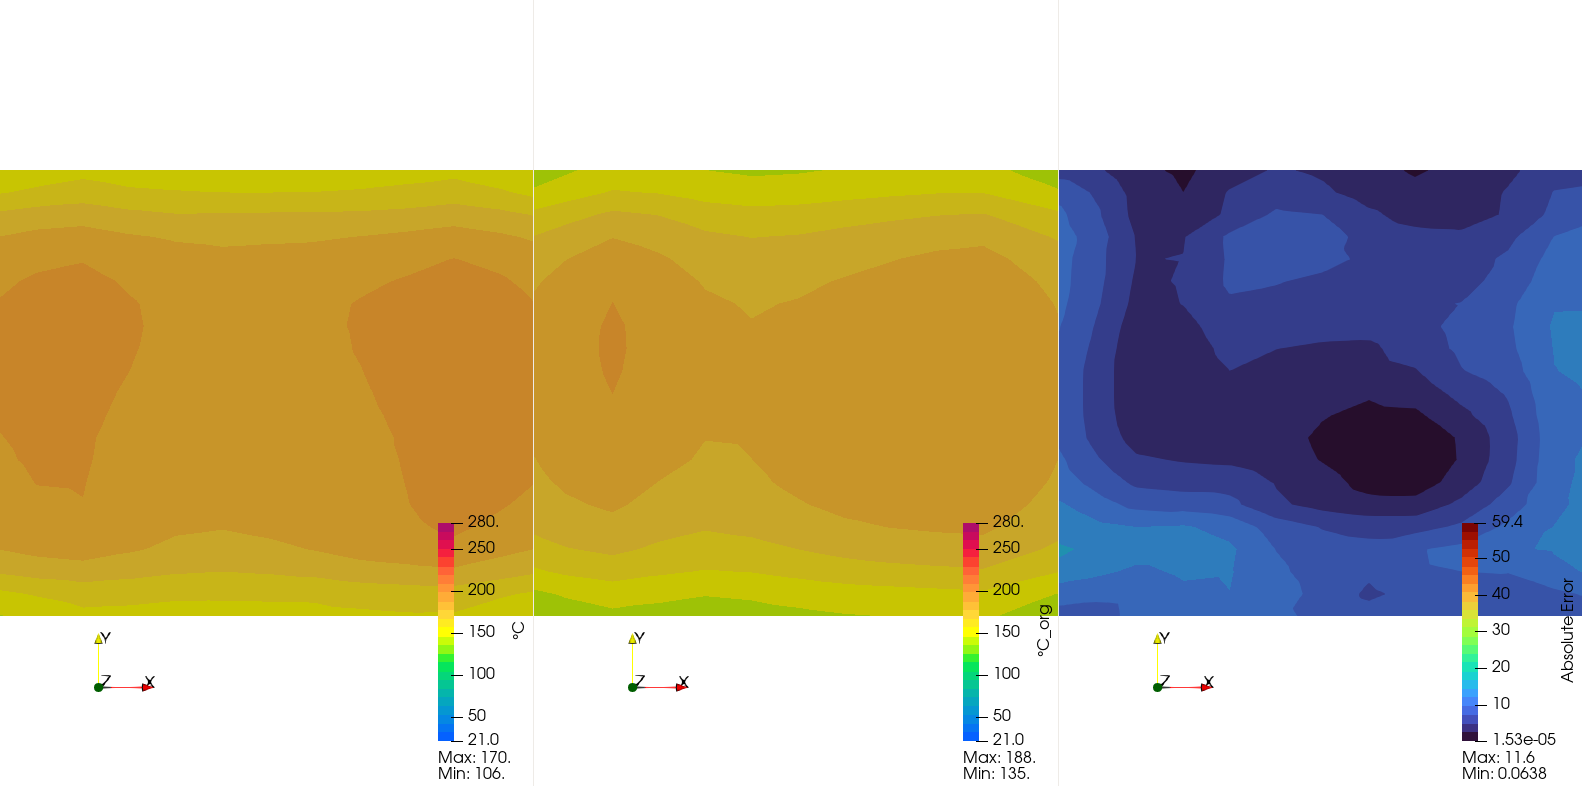 280.
250
200
150
100
50
21.0
°C
Max: 170.
Min: 106.
Y
Z
X
280.
250
200
150
100
50
21.0
°C_org
Max: 188.
Min: 135.
Y
Z
X
59.4
50
40
30
20
10
1.53e-05
Absolute Error
Max: 11.6
Min: 0.0638
Y
Z
X